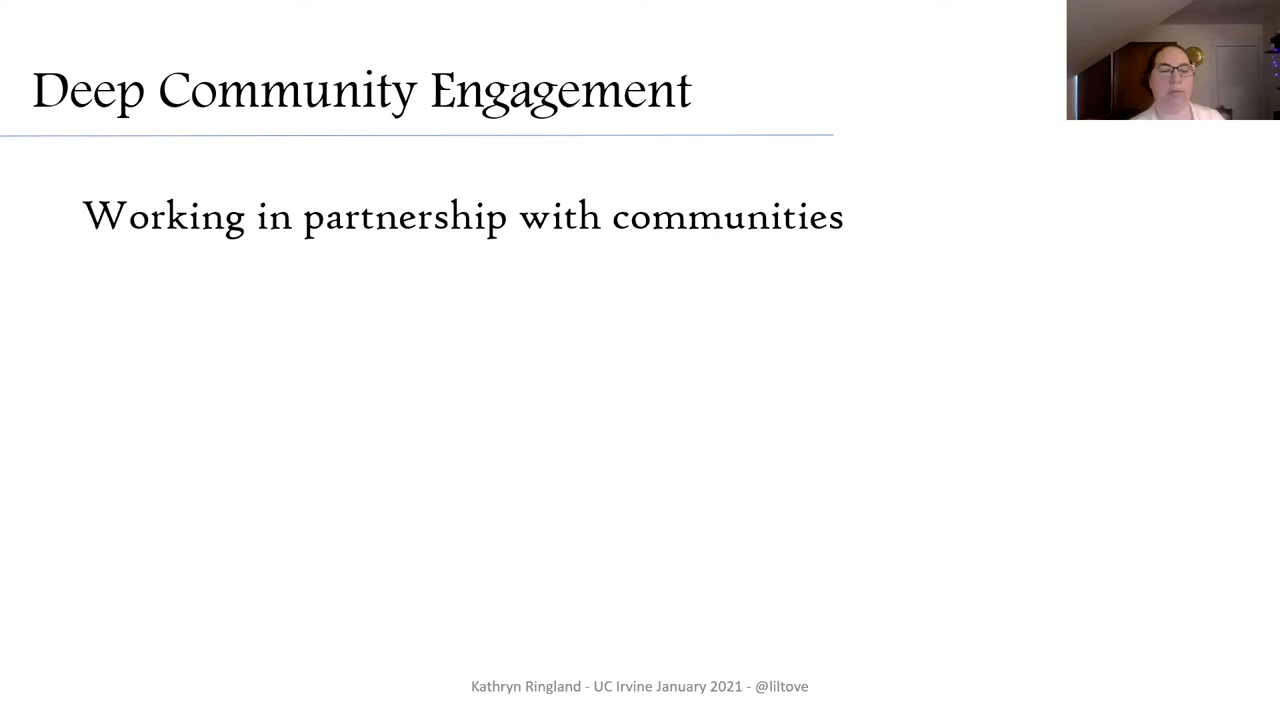 Deep Community Engagement
Working in partnership with communities
Kathryn Ringland - UC Irvine January 2021 - @liltove